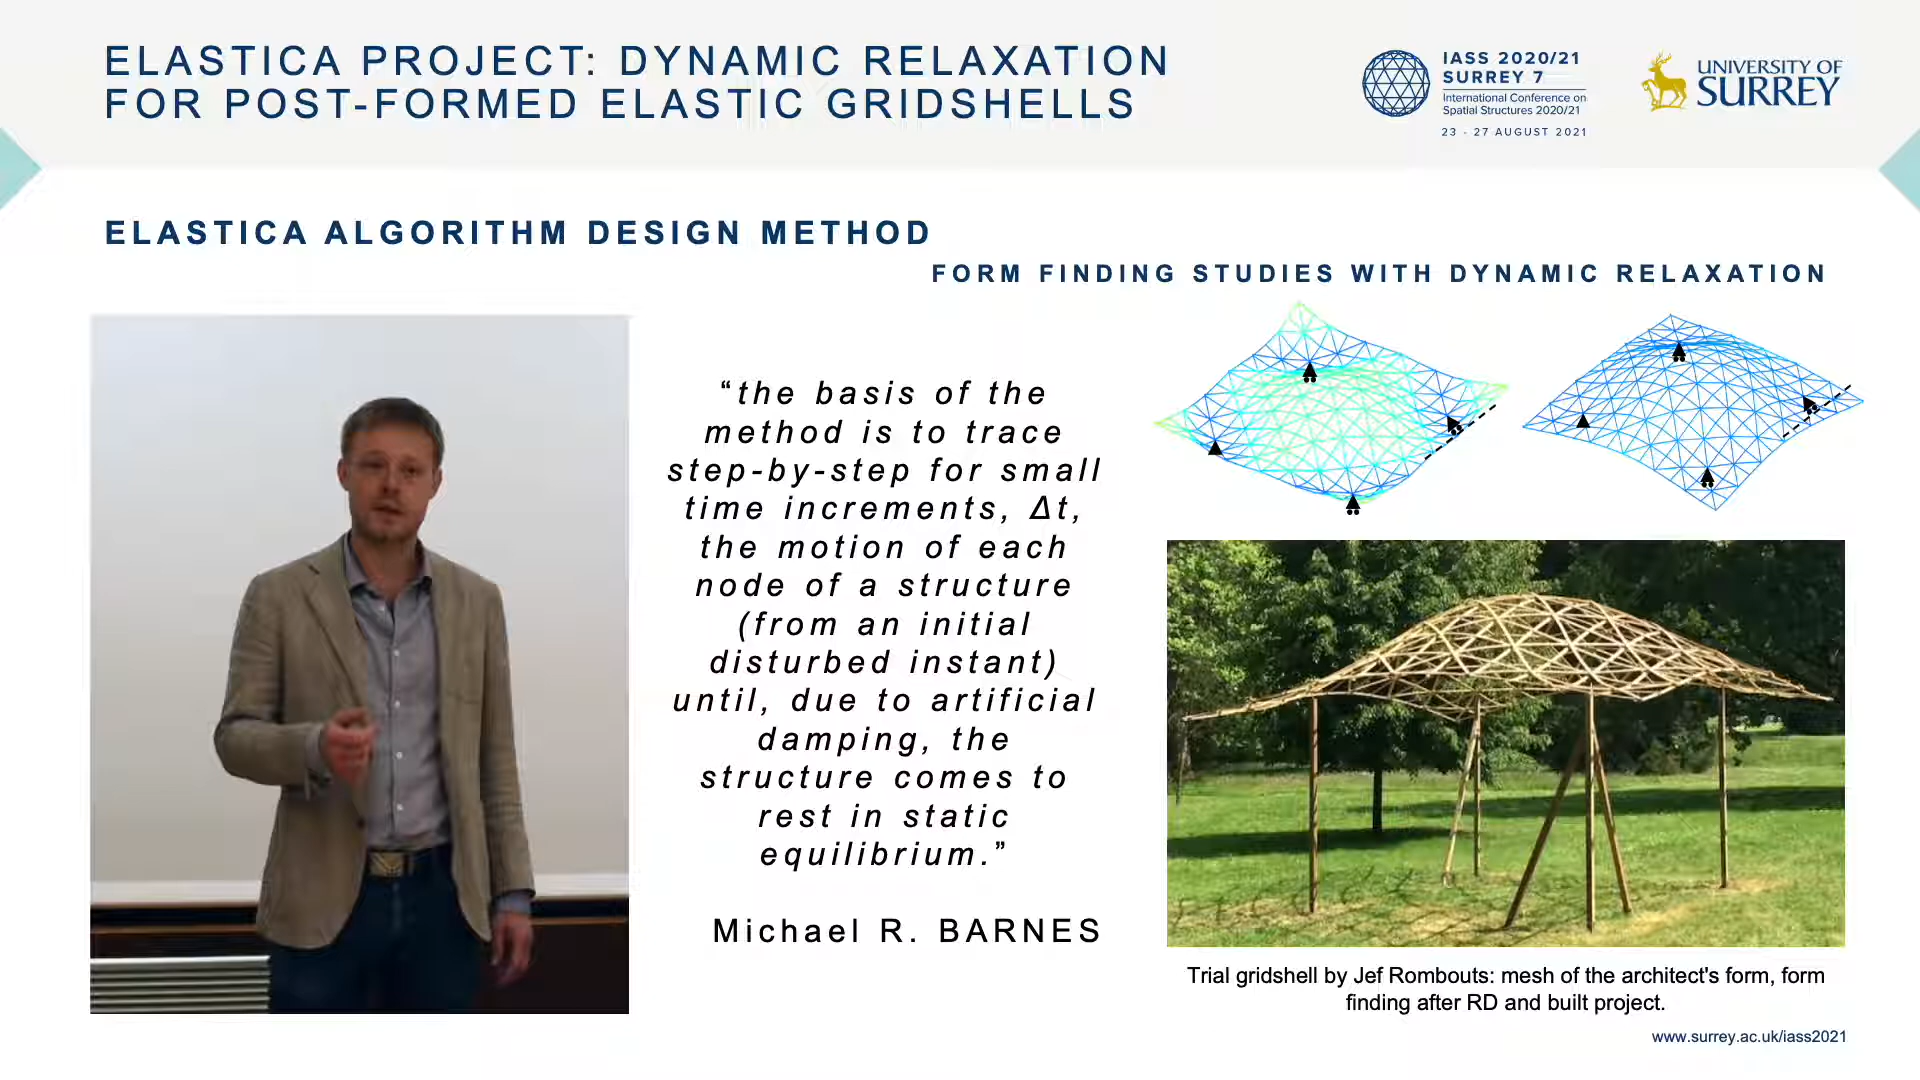 ELASTICA PROJECT: DYNAMIC RELAXATION
FOR POST-FORMED ELASTIC GRIDSHELLS
IASS 2020/21
SURREY 7
International Conference on
Spatial Structures 2020/21
23 - 27 AUGUST 2021
UNIVERSITY OF
SURREY
ELASTICA ALGORITHM DESIGN METHOD
FORM FINDING STUDIES WITH DYNAMIC RELAXATION
“the basis of the
method is to trace
step-by-step for small
time increments, Δt,
the motion of each
node of a structure
(from an initial
disturbed instant)
until, due to artificial
damping, the
structure comes to
rest in static
equilibrium.”
Michael R. BARNES
Trial gridshell by Jef Rombouts: mesh of the architect's form, form
finding after RD and built project.
www.surrey.ac.uk/iass2021